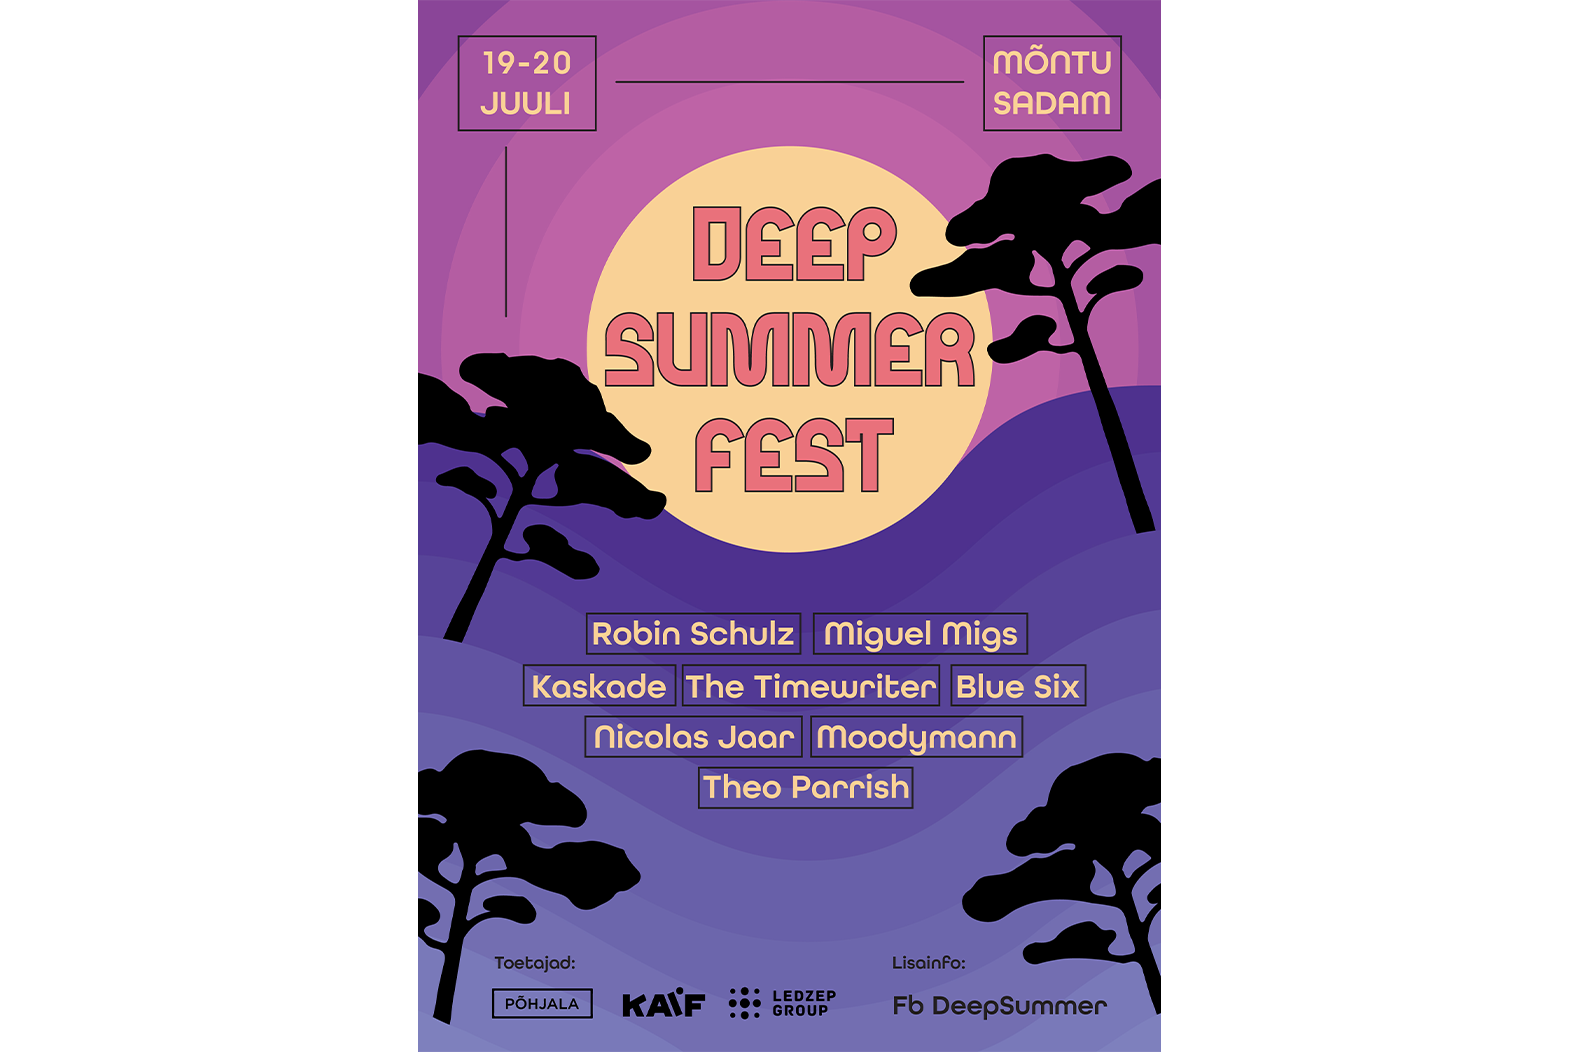 19-20
JUULI
MÕNTU
SADAM
DEEP
SUMMER
FEST
Robin Schulz Miguel Migs
Kaskade The Timewriter Blue Six
Nicolas Jaar Moodymann
Theo Parrish
Toetajad:
PÕHJALA
KAIF
LEDZEP
GROUP
Lisainfo:
Fb DeepSummer